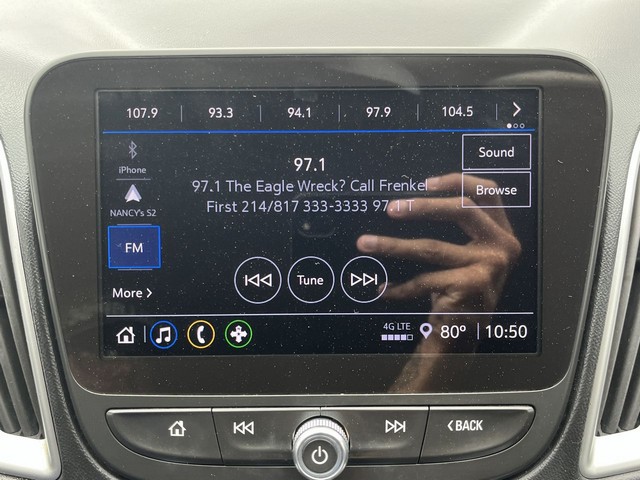 107.9 93.3 94.1 97.9 104.5
iPhone
NANCY's S2
FM
More
97.1
97.1 The Eagle Wreck? Call Frenkel
First 214/817 333-3333 97.1 T
Sound
Browse
Tune
4G LTE
80° 10:50
BACK